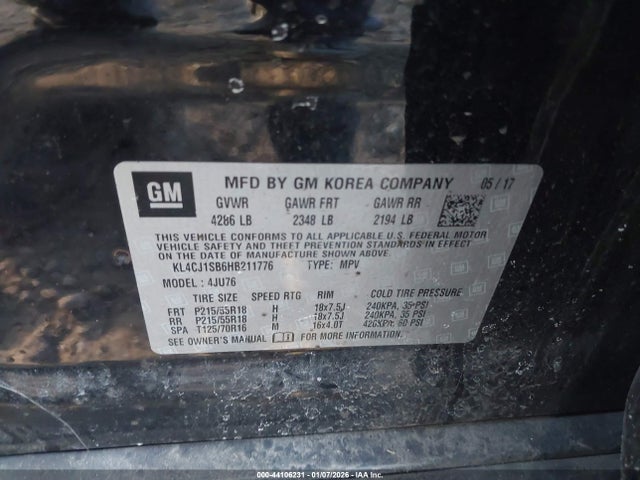 GM
MFD BY GM KOREA COMPANY 05 / 17
GVWR GAWR FRT GAWR RR
4286 LB 2348 LB 2194 LB
THIS VEHICLE CONFORMS TO ALL APPLICABLE U.S. FEDERAL MOTOR
VEHICLE SAFETY AND THEFT PREVENTION STANDARDS IN EFFECT
ON THE DATE OF MANUFACTURE SHOWN ABOVE.
KL4CJ1SB6HB211776 TYPE: MPV
MODEL : 4JU76
TIRE SIZE SPEED RTG RIM COLD TIRE PRESSURE
FRT P215/55R18 H 18x7.5J 240KPA, 35 PSI
RR P215/55R18 H 18x7.5J 240KPA, 35 PSI
SPA T125/70R16 M 16x4.0T 420KPA, 60 PSI
SEE OWNER'S MANUAL FOR MORE INFORMATION.
000-44106231 - 01/07/2026 - IAA Inc.